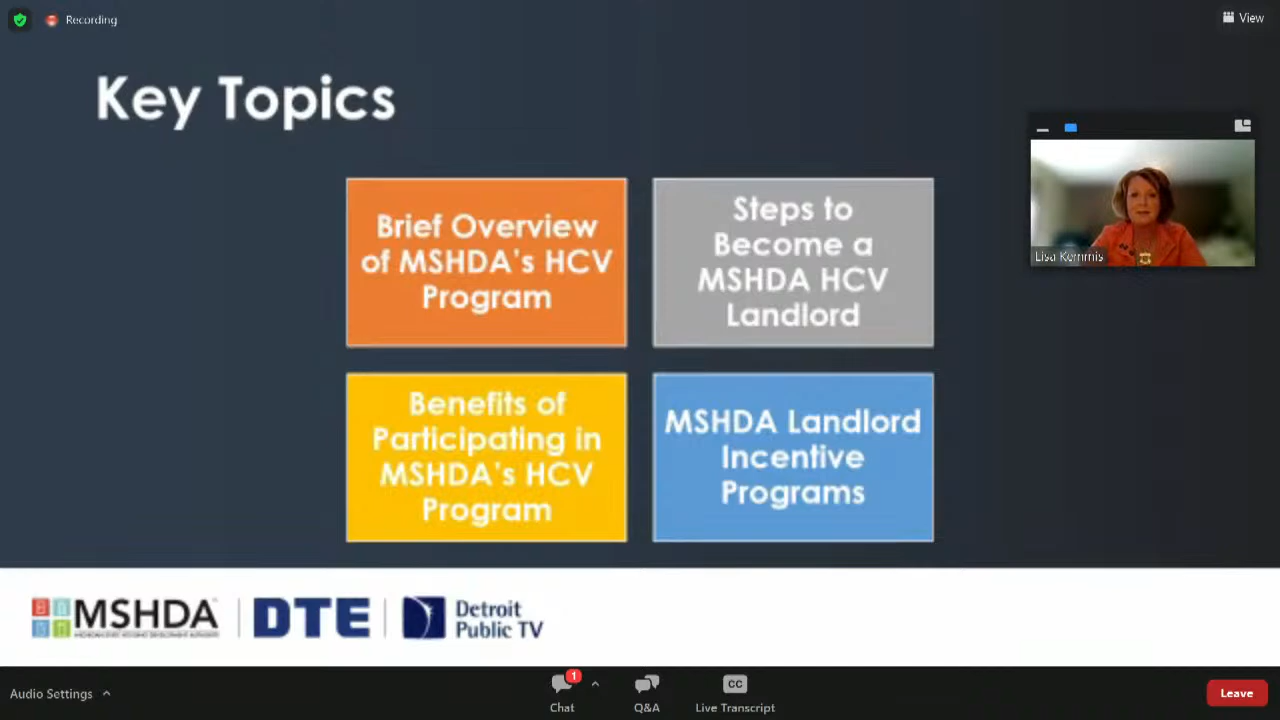 Recording
View
Key Topics
Brief Overview
of MSHDA's HCV
Program
Steps to
Become a
MSHDA HCV
Landlord
Lisa Kemmis
Benefits of
Participating in
MSHDA's HCV
Program
MSHDA Landlord
Incentive
Programs
MSHDA
DTE
Detroit
Public TV
Audio Settings
1
Chat
Q&A
CC
Live Transcript
Leave